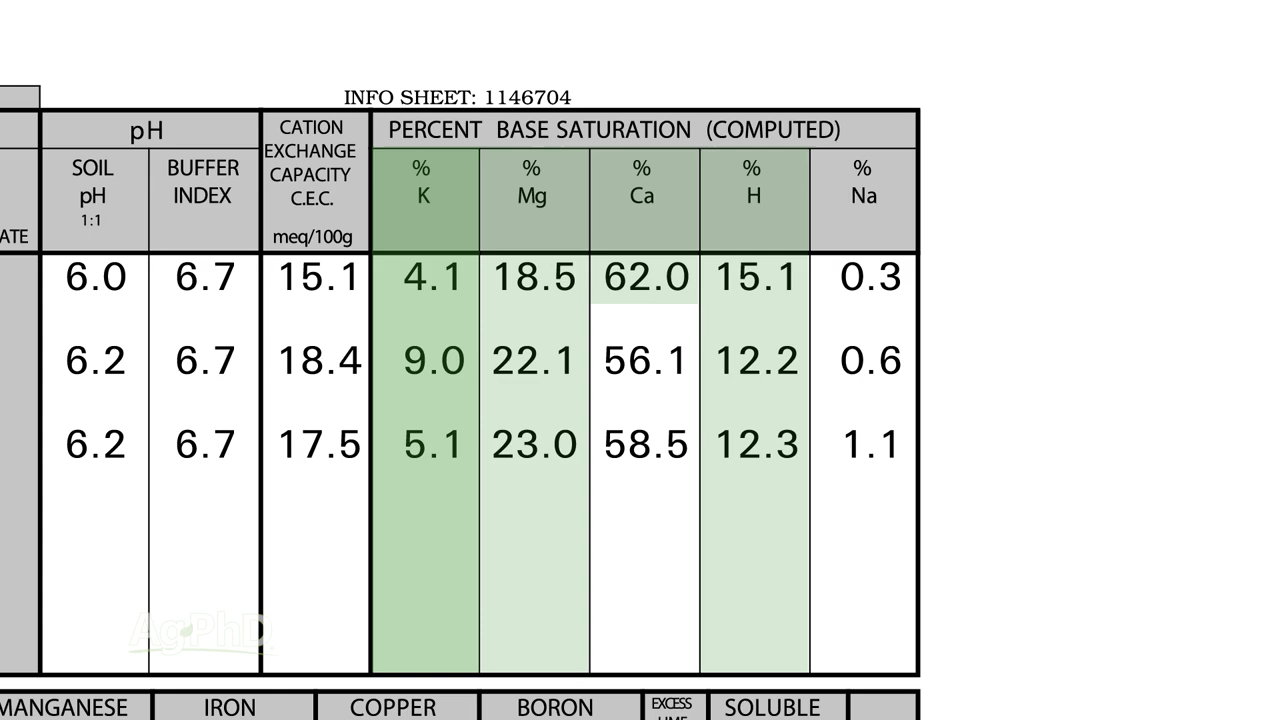 INFO SHEET: 1146704
pH
CATION EXCHANGE CAPACITY C.E.C. meq/100g
PERCENT BASE SATURATION (COMPUTED)
SOIL pH 1:1
BUFFER INDEX
% K
% Mg
% Ca
% H
% Na
ATE
6.0 6.7 15.1 4.1 18.5 62.0 15.1 0.3
6.2 6.7 18.4 9.0 22.1 56.1 12.2 0.6
6.2 6.7 17.5 5.1 23.0 58.5 12.3 1.1
AgPhD
MANGANESE IRON COPPER BORON EXCESS LIME SOLUBLE